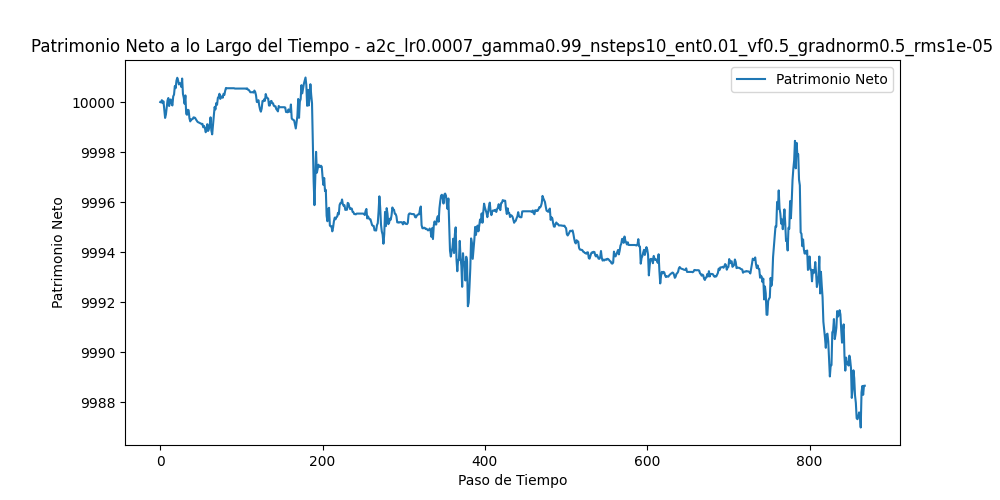 Patrimonio Neto a lo Largo del Tiempo - a2c_lr0.0007_gamma0.99_nsteps10_ent0.01_vf0.5_gradnorm0.5_rms1e-05
Patrimonio Neto
10000
9998
9996
9994
9992
9990
9988
Patrimonio Neto
0 200 400 600 800
Paso de Tiempo